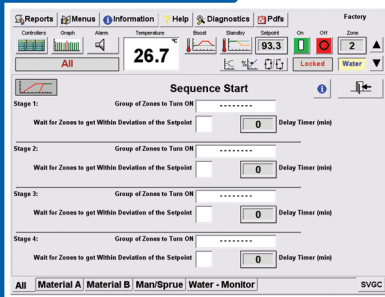 Reports Menus Information ? Help Diagnostics Pdfs Factory
Controllers Graph Alarm Temperature Boost Standby Setpoint On Off Zone
26.7 °C 93.3 2
All Locked Water
Sequence Start
Stage 1: Group of Zones to Turn ON --------
Wait for Zones to get Within Deviation of the Setpoint 0 Delay Timer (min)
Stage 2: Group of Zones to Turn ON --------
Wait for Zones to get Within Deviation of the Setpoint 0 Delay Timer (min)
Stage 3: Group of Zones to Turn ON --------
Wait for Zones to get Within Deviation of the Setpoint 0 Delay Timer (min)
Stage 4: Group of Zones to Turn ON --------
Wait for Zones to get Within Deviation of the Setpoint 0 Delay Timer (min)
All Material A Material B Man/Sprue Water - Monitor SVGC